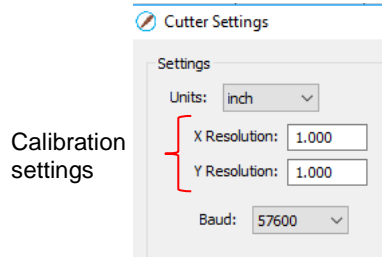 Cutter Settings
Settings
Units: inch
Calibration
settings
X Resolution: 1.000
Y Resolution: 1.000
Baud: 57600